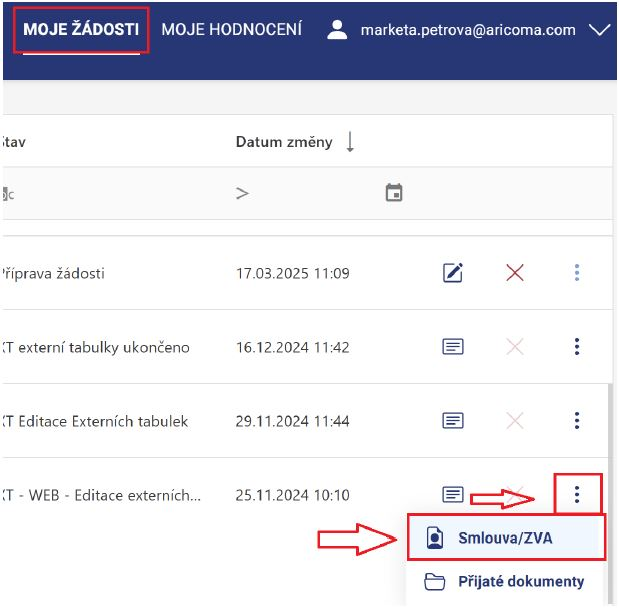 MOJE ŽÁDOSTI MOJE HODNOCENÍ marketa.petrova@aricoma.com
Stav Datum změny ↓
>
Příprava žádosti 17.03.2025 11:09
KT externí tabulky ukončeno 16.12.2024 11:42
KT Editace Externích tabulek 29.11.2024 11:44
KT - WEB - Editace externích... 25.11.2024 10:10
Smlouva/ZVA
Přijaté dokumenty